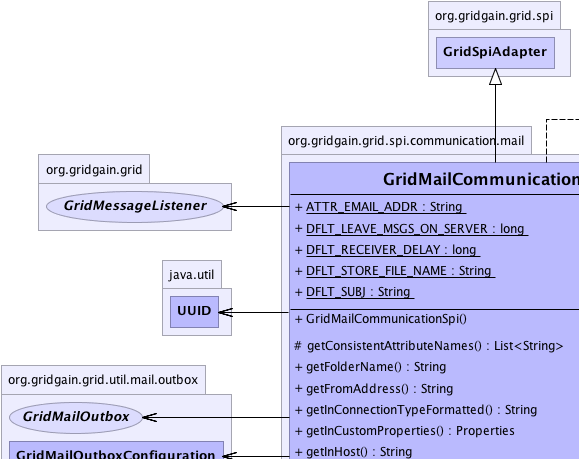 org.gridgain.grid.spi
GridSpiAdapter
org.gridgain.grid.spi.communication.mail
org.gridgain.grid
GridMessageListener
GridMailCommunication
+ ATTR_EMAIL_ADDR : String
+ DFLT_LEAVE_MSGS_ON_SERVER : long
+ DFLT_RECEIVER_DELAY : long
+ DFLT_STORE_FILE_NAME : String
+ DFLT_SUBJ : String
java.util
UUID
+ GridMailCommunicationSpi()
# getConsistentAttributeNames() : List<String>
+ getFolderName() : String
+ getFromAddress() : String
+ getInConnectionTypeFormatted() : String
+ getInCustomProperties() : Properties
+ getInHost() : String
org.gridgain.grid.util.mail.outbox
GridMailOutbox
GridMailOutboxConfiguration